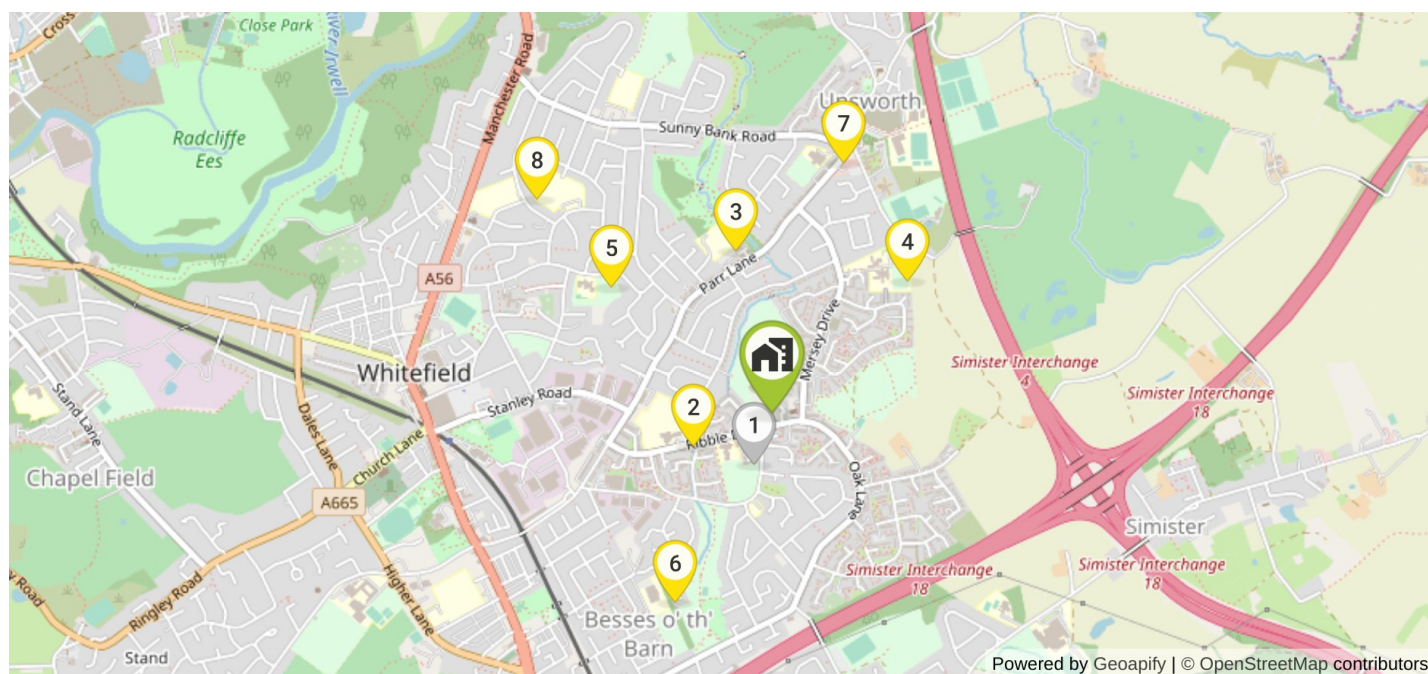 Cross
Close Park
River Irwell
Manchester Road
Unsworth
7
Sunny Bank Road
Radcliffe
Ees
8
3
5
4
A56
Parr Lane
Mersey Drive
Whitefield
Simister Interchange
4
Simister Interchange
18
Stanley Road
Stand Lane
Dales Lane
2
1
Ribble
Church Lane
Oak Lane
Chapel Field
A665
Simister
6
Simister Interchange
18
Simister Interchange
18
Ringley Road
Higher Lane
Road
Besses o' th'
Barn
Stand
Powered by Geoapify | © OpenStreetMap contributors